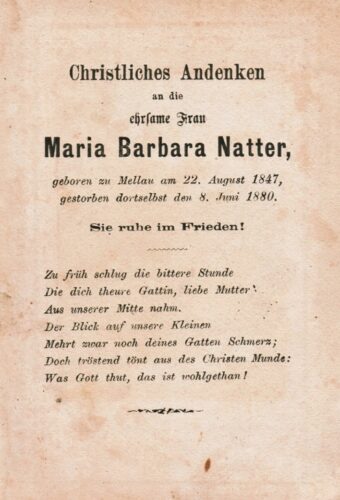 Christliches Andenken
an die
ehrsame Frau
Maria Barbara Natter,
geboren zu Mellau am 22. August 1847,
gestorben dortselbst den 8. Juni 1880.
Sie ruhe im Frieden!
Zu früh schlug die bittere Stunde
Die dich theure Gattin, liebe Mutter
Aus unserer Mitte nahm.
Der Blick auf unsere Kleinen
Mehrt zwar noch deines Gatten Schmerz;
Doch tröstend tönt aus des Christen Munde:
Was Gott thut, das ist wohlgethan!